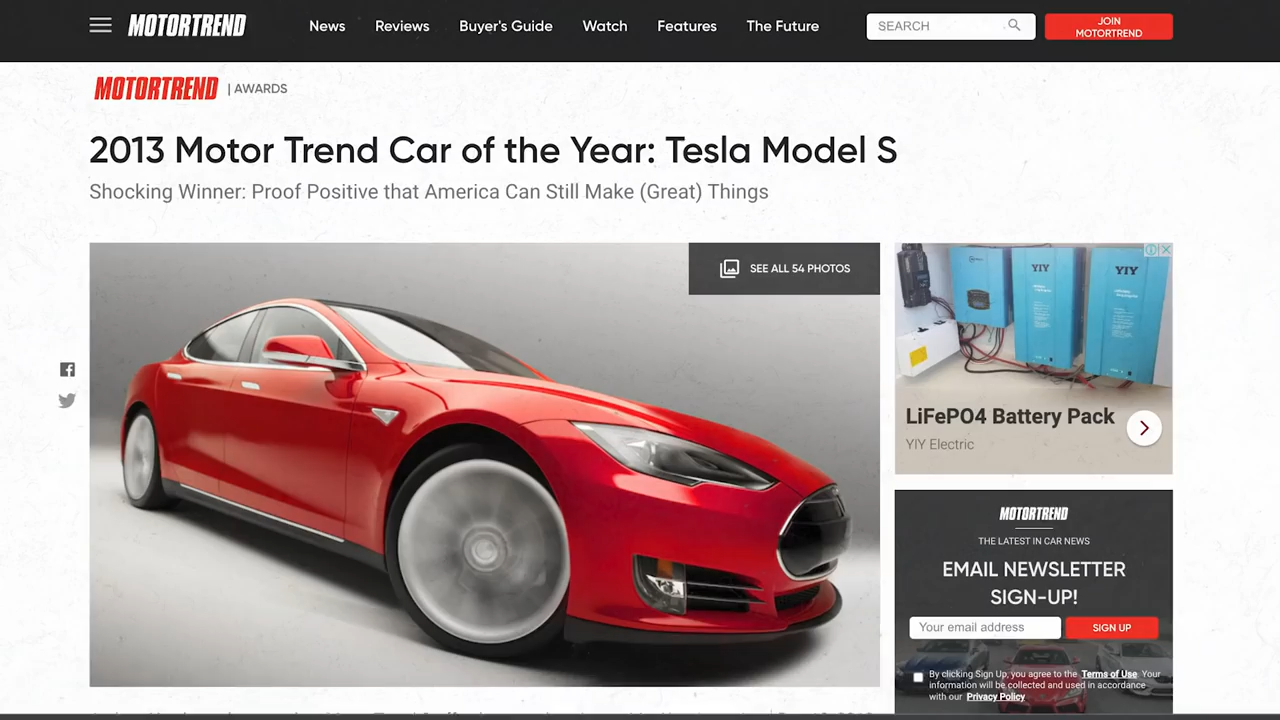 MOTORTREND
News
Reviews
Buyer's Guide
Watch
Features
The Future
SEARCH
JOIN
MOTORTREND
MOTORTREND | AWARDS
2013 Motor Trend Car of the Year: Tesla Model S
Shocking Winner: Proof Positive that America Can Still Make (Great) Things
SEE ALL 54 PHOTOS
YIY
YIY
LiFePO4 Battery Pack
YIY Electric
MOTORTREND
THE LATEST IN CAR NEWS
EMAIL NEWSLETTER
SIGN-UP!
Your email address
SIGN UP
By clicking Sign Up, you agree to the Terms of Use Your
information will be collected and used in accordance
with our Privacy Policy